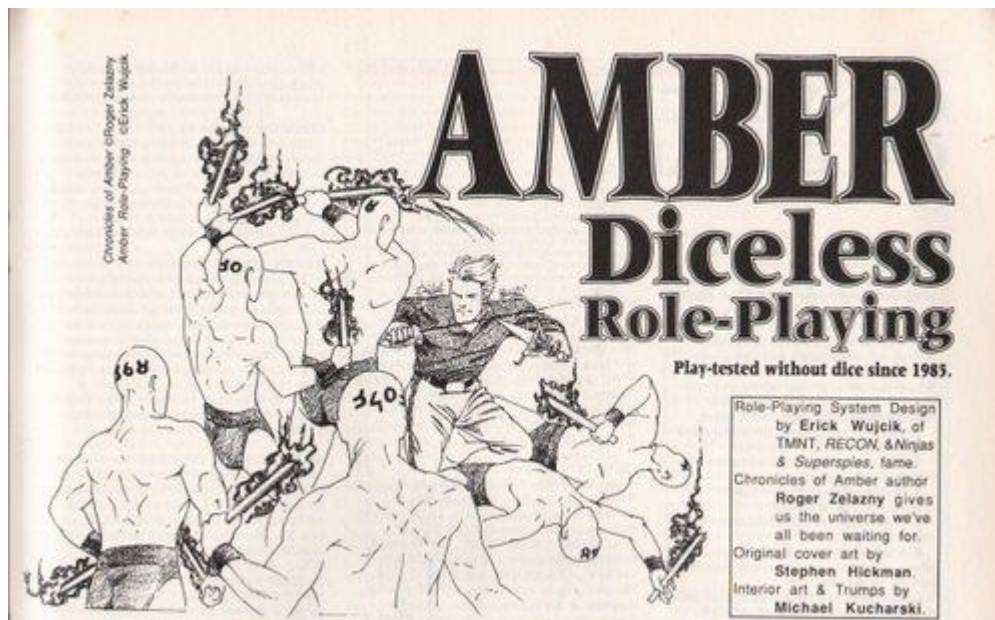 Chronicles of Amber ©Roger Zelazny
Amber Role-Playing ©Erick Wujcik
AMBER
Diceless
Role-Playing
Play-tested without dice since 1985.
Role-Playing System Design
by Erick Wujcik, of
TMNT, RECON, &Ninjas
& Superspies, fame.
Chronicles of Amber author
Roger Zelazny gives
us the universe we've
all been waiting for.
Original cover art by
Stephen Hickman.
Interior art & Trumps by
Michael Kucharski.